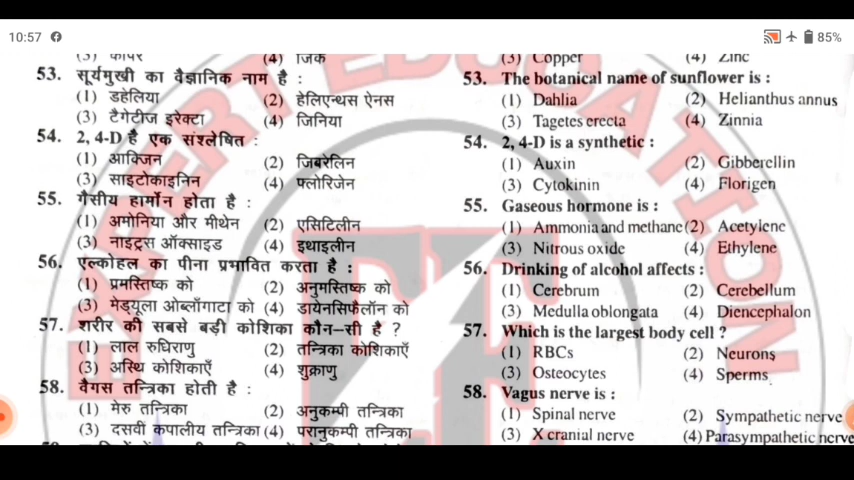 10:57
85%
(3) कॉपर (4) जिंक
53. सूर्यमुखी का वैज्ञानिक नाम है :
(1) डहेलिया (2) हेलिएन्थस ऐनस
(3) टैगेटीज इरेक्टा (4) जिनिया
54. 2, 4-D है एक संश्लेषित :
(1) आक्जिन (2) जिबरेलिन
(3) साइटोकाइनिन (4) फ्लोरिजेन
55. गैसीय हार्मोन होता है :
(1) अमोनिया और मीथेन (2) एसिटिलीन
(3) नाइट्रस ऑक्साइड (4) इथाइलीन
56. एल्कोहल का पीना प्रभावित करता है :
(1) प्रमस्तिष्क को (2) अनुमस्तिष्क को
(3) मेड्यूला ओब्लॉंगाटा को (4) डायेनसिफैलॉन को
57. शरीर की सबसे बड़ी कोशिका कौन-सी है ?
(1) लाल रुधिराणु (2) तन्त्रिका कोशिकाएँ
(3) अस्थि कोशिकाएँ (4) शुक्राणु
58. वैगस तन्त्रिका होती है :
(1) मेरु तन्त्रिका (2) अनुकम्पी तन्त्रिका
(3) दसवीं कपालीय तन्त्रिका (4) परानुकम्पी तन्त्रिका
(3) Copper (4) Zinc
53. The botanical name of sunflower is :
(1) Dahlia (2) Helianthus annus
(3) Tagetes erecta (4) Zinnia
54. 2, 4-D is a synthetic :
(1) Auxin (2) Gibberellin
(3) Cytokinin (4) Florigen
55. Gaseous hormone is :
(1) Ammonia and methane (2) Acetylene
(3) Nitrous oxide (4) Ethylene
56. Drinking of alcohol affects :
(1) Cerebrum (2) Cerebellum
(3) Medulla oblongata (4) Diencephalon
57. Which is the largest body cell ?
(1) RBCs (2) Neurons
(3) Osteocytes (4) Sperms
58. Vagus nerve is :
(1) Spinal nerve (2) Sympathetic nerve
(3) X cranial nerve (4) Parasympathetic nerve
EXPERT EDUCATION